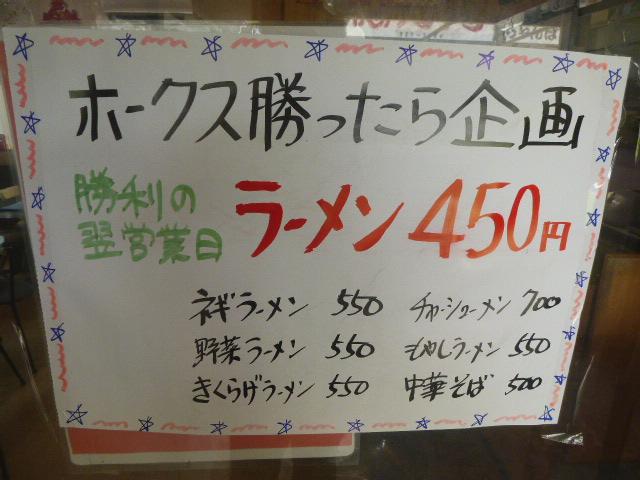 ホークス勝ったら企画
勝利の
翌営業日
ラーメン 450円
ネギラーメン 550
チャーシューメン 700
野菜ラーメン 550
もやしラーメン 550
きくらげラーメン 550
中華そば 500